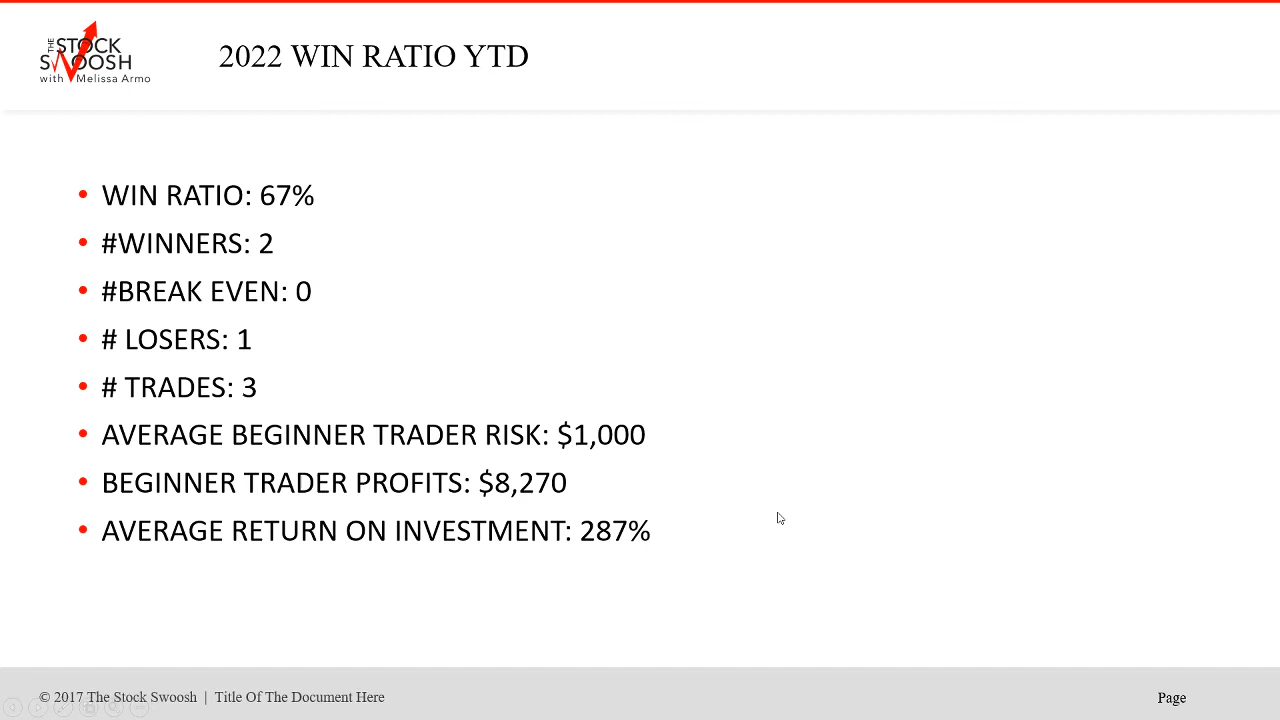 THE STOCK
SWOOSH
with Melissa Armo
2022 WIN RATIO YTD
• WIN RATIO: 67%
• #WINNERS: 2
• #BREAK EVEN: 0
• # LOSERS: 1
• # TRADES: 3
• AVERAGE BEGINNER TRADER RISK: $1,000
• BEGINNER TRADER PROFITS: $8,270
• AVERAGE RETURN ON INVESTMENT: 287%
© 2017 The Stock Swoosh | Title Of The Document Here
Page